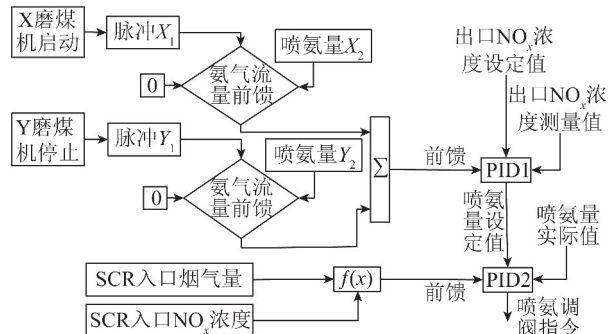 X磨煤
机启动
脉冲X₁
喷氨量X₂
0
氨气流
量前馈
出口NOₓ浓
度设定值
出口NOₓ浓
度测量值
Y磨煤
机停止
脉冲Y₁
喷氨量Y₂
0
氨气流
量前馈
Σ
前馈
PID1
喷氨
量设
定值
喷氨量
实际值
SCR入口烟气量
f(x)
前馈
PID2
SCR入口NOₓ浓度
喷氨调
阀指令